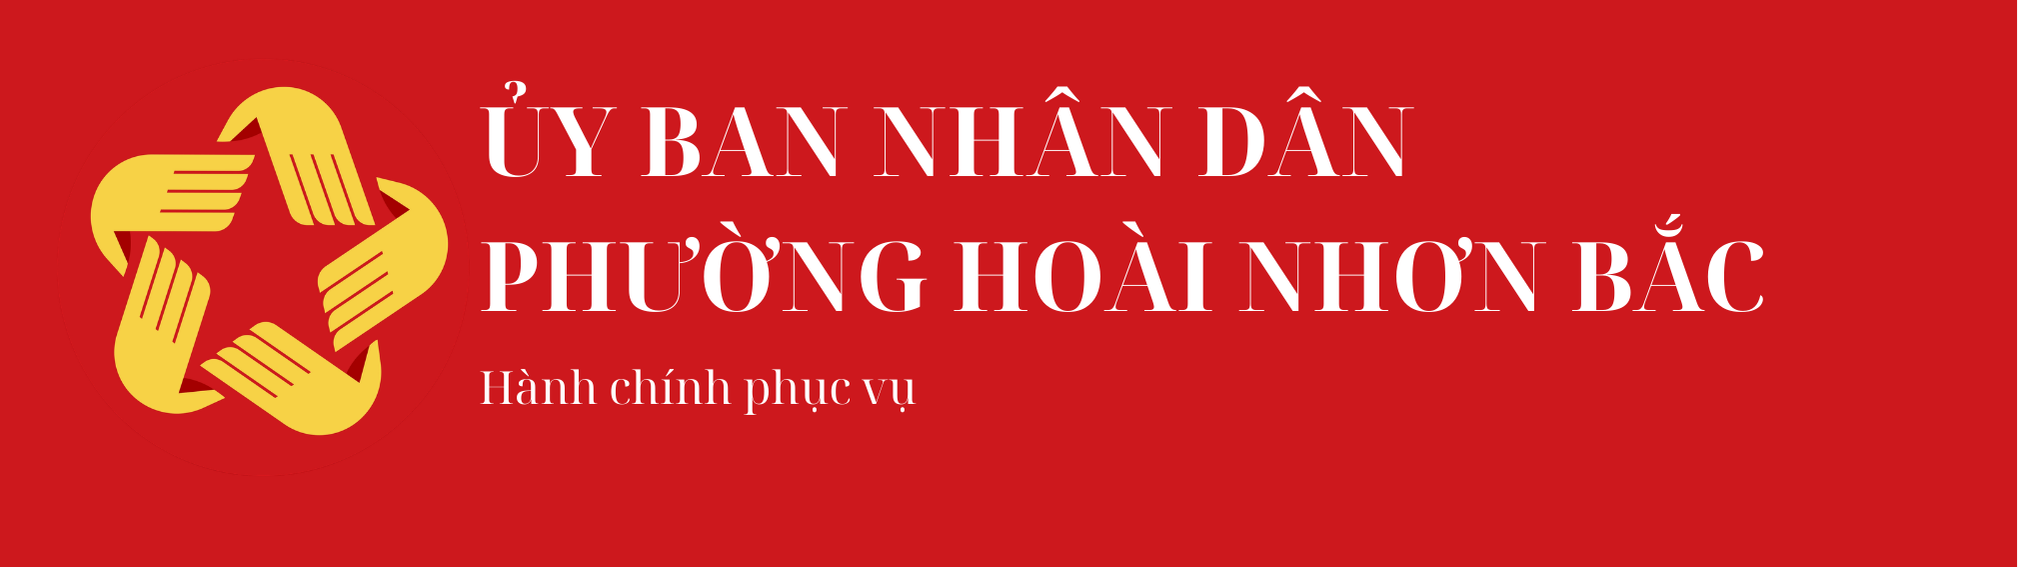 ỦY BAN NHÂN DÂN
PHƯỜNG HOÀI NHƠN BẮC
Hành chính phục vụ